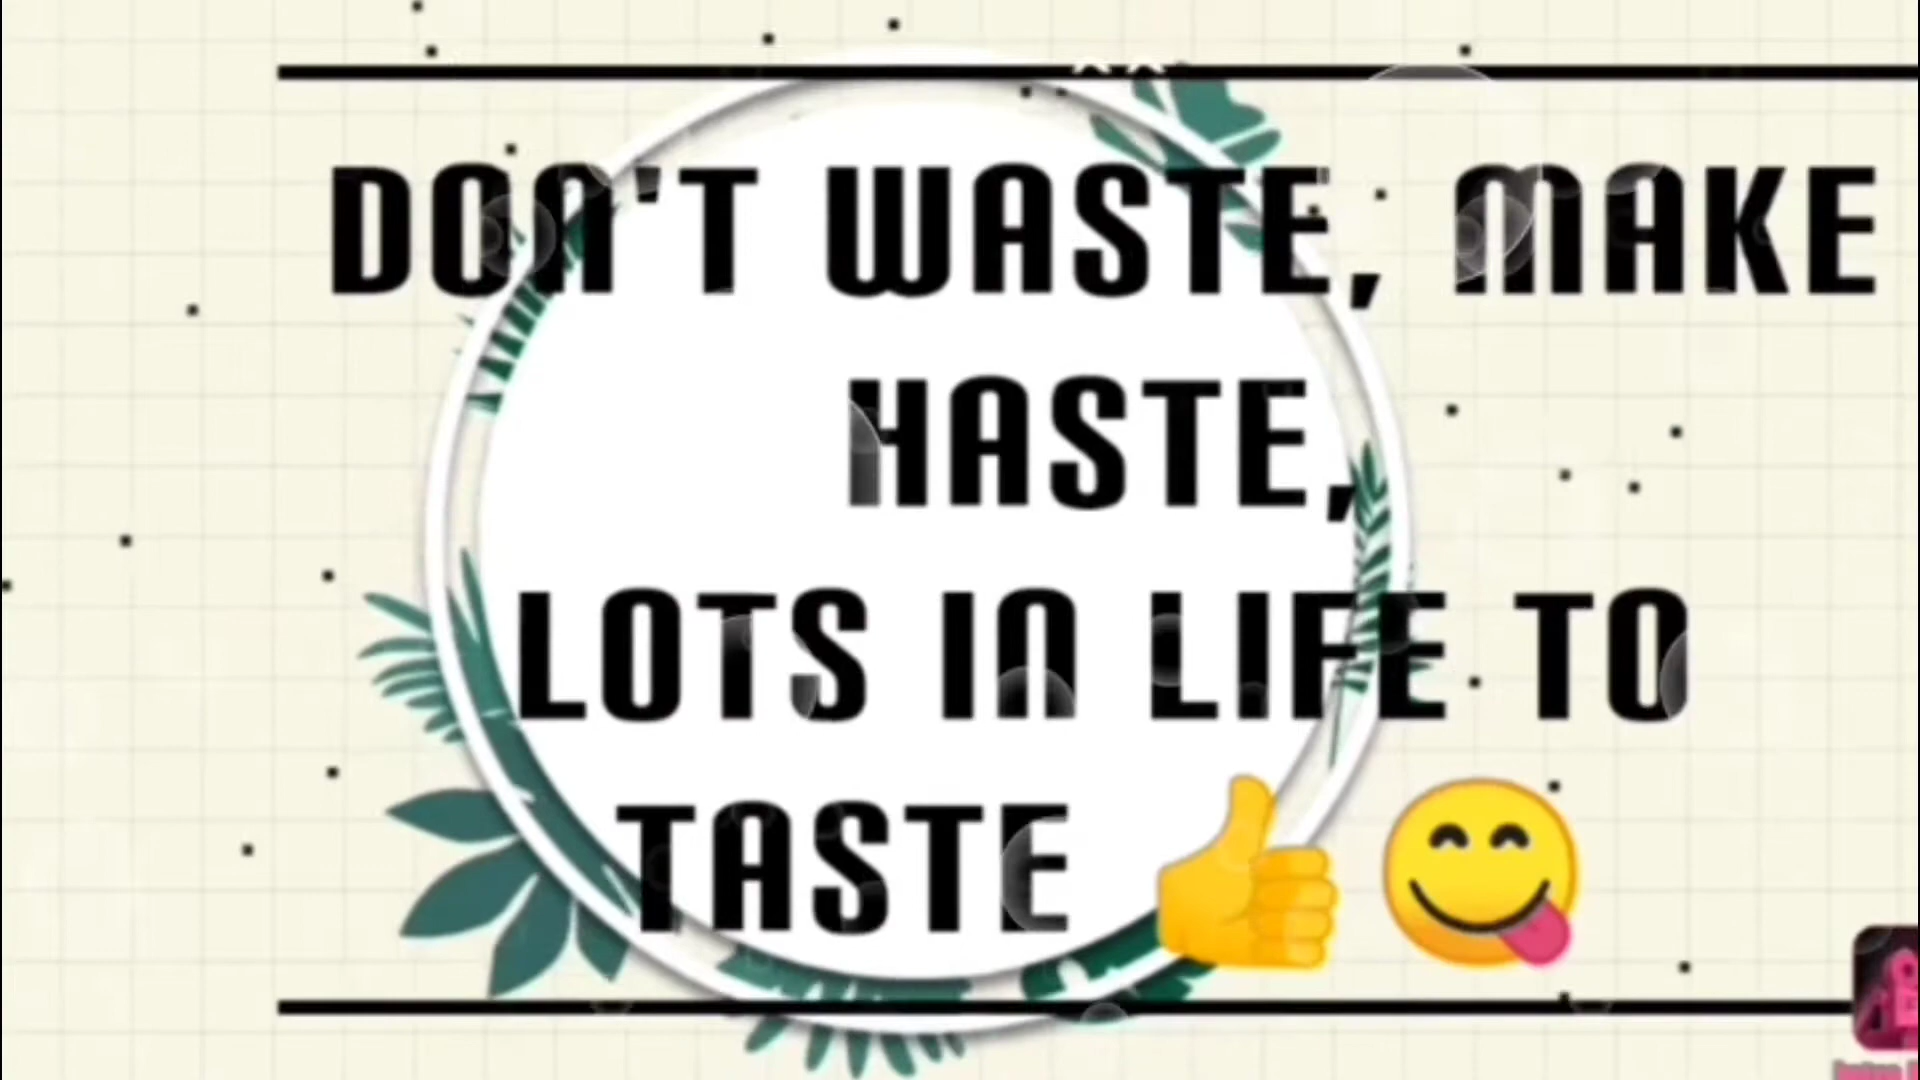 DON'T WASTE, MAKE
HASTE,
LOTS IN LIFE TO
TASTE 👍😋